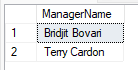 ManagerName
1 Bridjit Bovari
2 Terry Cardon